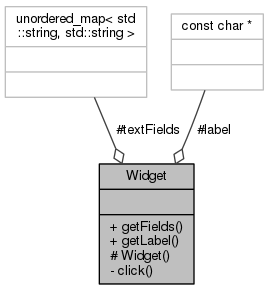 unordered_map< std
::string, std::string >
const char *
#textFields
#label
Widget
+ getFields()
+ getLabel()
# Widget()
- click()